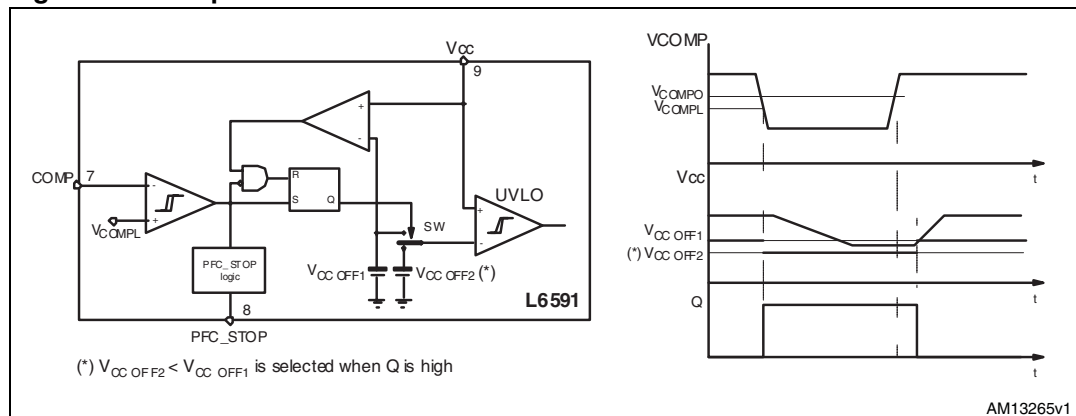 Vcc
9
COMP
7
-
+
VCOMPL
+
-
R
S
Q
PFC_STOP
logic
8
PFC_STOP
SW
UVLO
+
-
VCC OFF1
VCC OFF2 (*)
L6591
(*) VCC OFF2 < VCC OFF1 is selected when Q is high
VCOMP
VCOMPO
VCOMPL
t
Vcc
VCC OFF1
(*) VCC OFF2
t
Q
t
AM13265v1